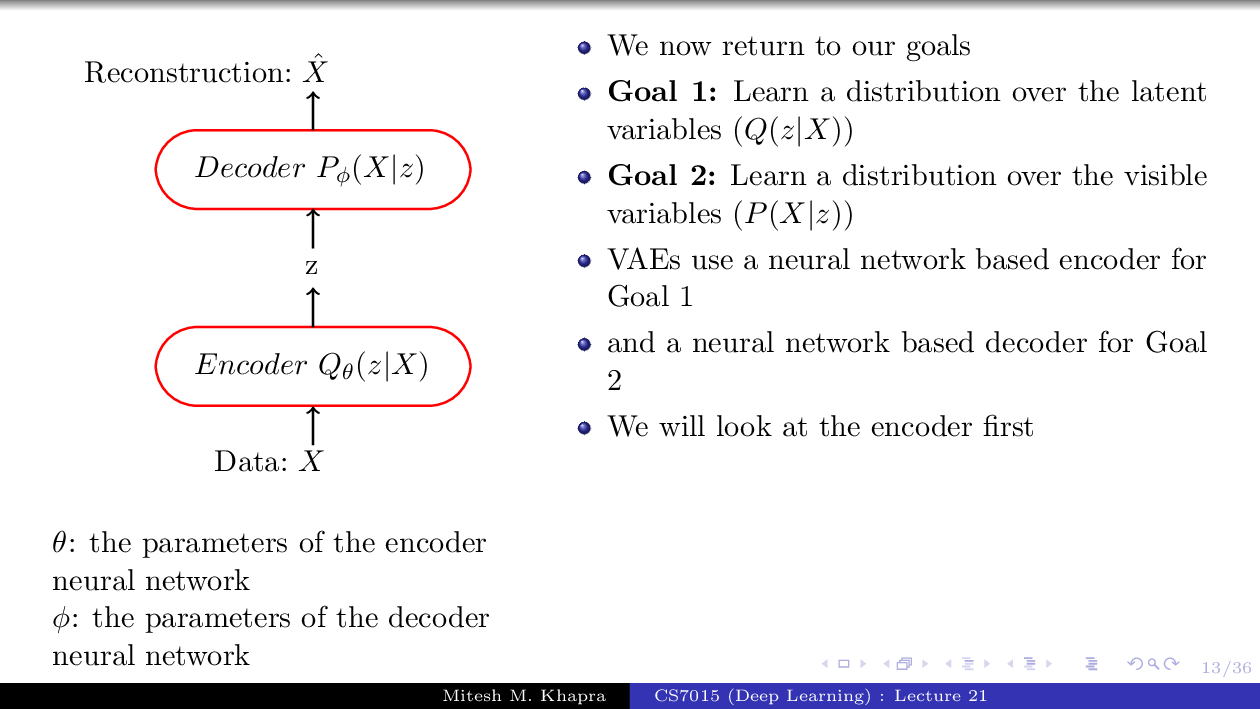 Reconstruction: X̂
Decoder P_ϕ(X|z)
z
Encoder Q_θ(z|X)
Data: X
θ: the parameters of the encoder
neural network
ϕ: the parameters of the decoder
neural network
We now return to our goals
Goal 1: Learn a distribution over the latent
variables (Q(z|X))
Goal 2: Learn a distribution over the visible
variables (P(X|z))
VAEs use a neural network based encoder for
Goal 1
and a neural network based decoder for Goal
2
We will look at the encoder first
13/36
Mitesh M. Khapra
CS7015 (Deep Learning) : Lecture 21